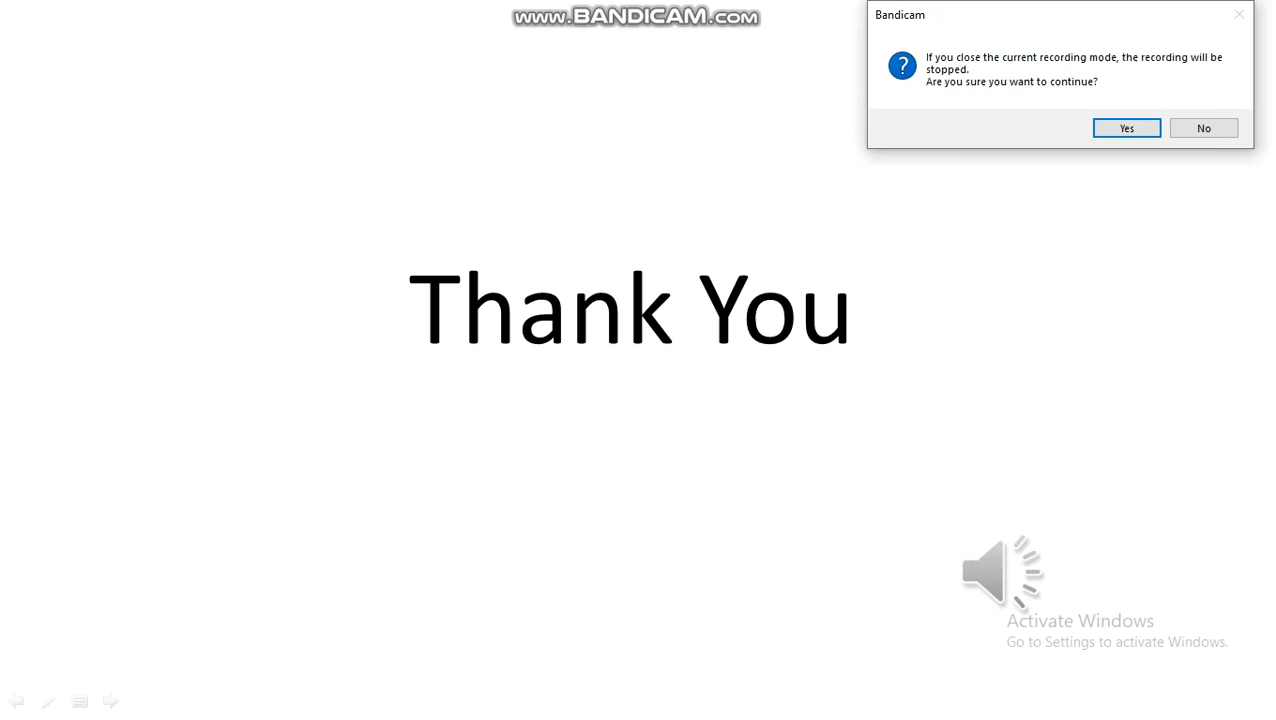 www.BANDICAM.com
Bandicam
If you close the current recording mode, the recording will be
stopped.
Are you sure you want to continue?
Yes
No
Thank You
Activate Windows
Go to Settings to activate Windows.